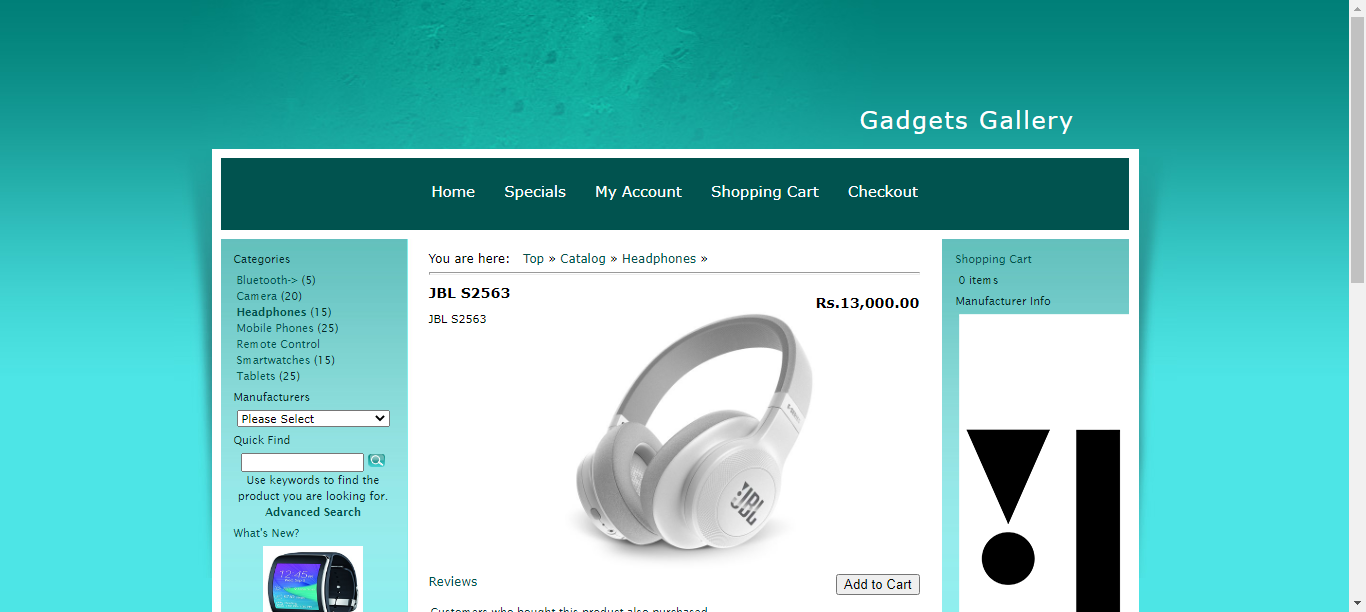 Gadgets Gallery
Home Specials My Account Shopping Cart Checkout
Categories
Bluetooth-> (5)
Camera (20)
Headphones (15)
Mobile Phones (25)
Remote Control
Smartwatches (15)
Tablets (25)
Manufacturers
Please Select
Quick Find
Use keywords to find the
product you are looking for.
Advanced Search
What's New?
12:45
You are here: Top » Catalog » Headphones »
JBL S2563
Rs.13,000.00
JBL S2563
JBL
Reviews
Add to Cart
Customers who bought this product also purchased
Shopping Cart
0 items
Manufacturer Info